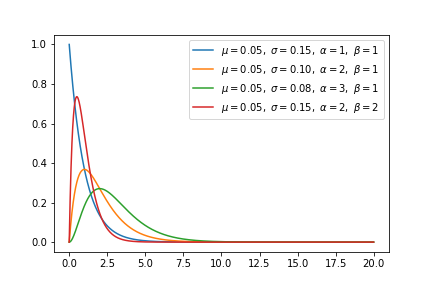 μ = 0.05, σ = 0.15, α = 1, β = 1
μ = 0.05, σ = 0.10, α = 2, β = 1
μ = 0.05, σ = 0.08, α = 3, β = 1
μ = 0.05, σ = 0.15, α = 2, β = 2
1.0
0.8
0.6
0.4
0.2
0.0
0.0 2.5 5.0 7.5 10.0 12.5 15.0 17.5 20.0